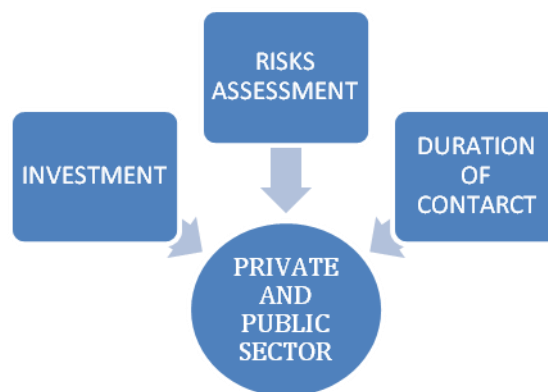 RISKS
ASSESSMENT
INVESTMENT
DURATION
OF
CONTARCT
PRIVATE
AND
PUBLIC
SECTOR